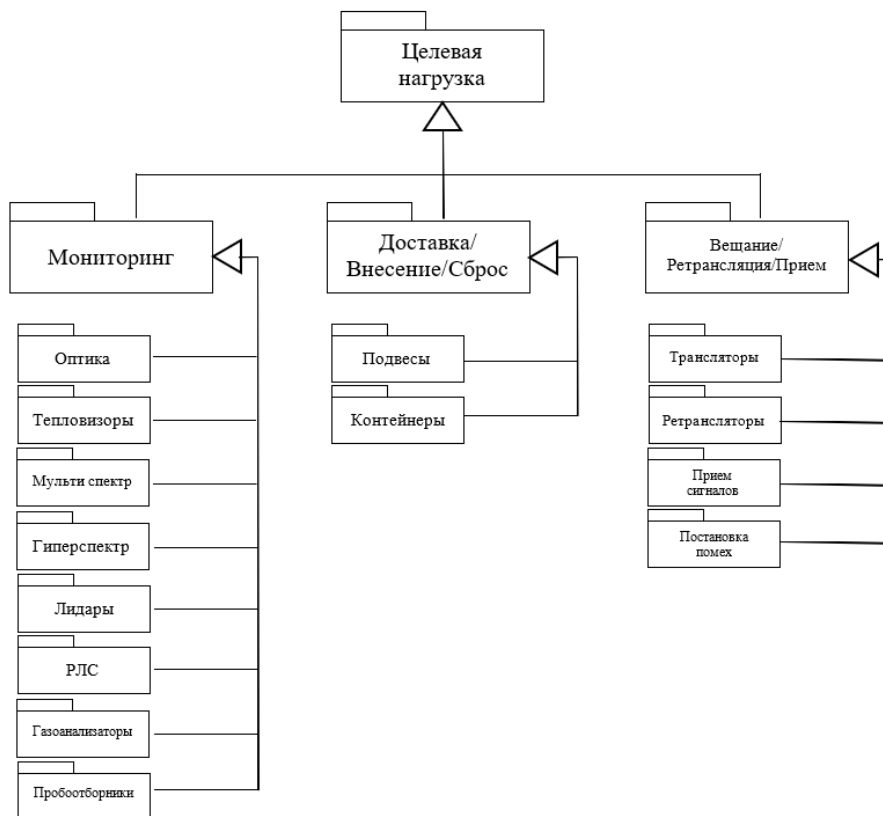 Целевая
нагрузка
Мониторинг
Доставка/
Внесение/Сброс
Вещание/
Ретрансляция/Прием
Оптика
Тепловизоры
Мульти спектр
Гиперспектр
Лидары
РЛС
Газоанализаторы
Пробоотборники
Подвесы
Контейнеры
Трансляторы
Ретрансляторы
Прием
сигналов
Постановка
помех